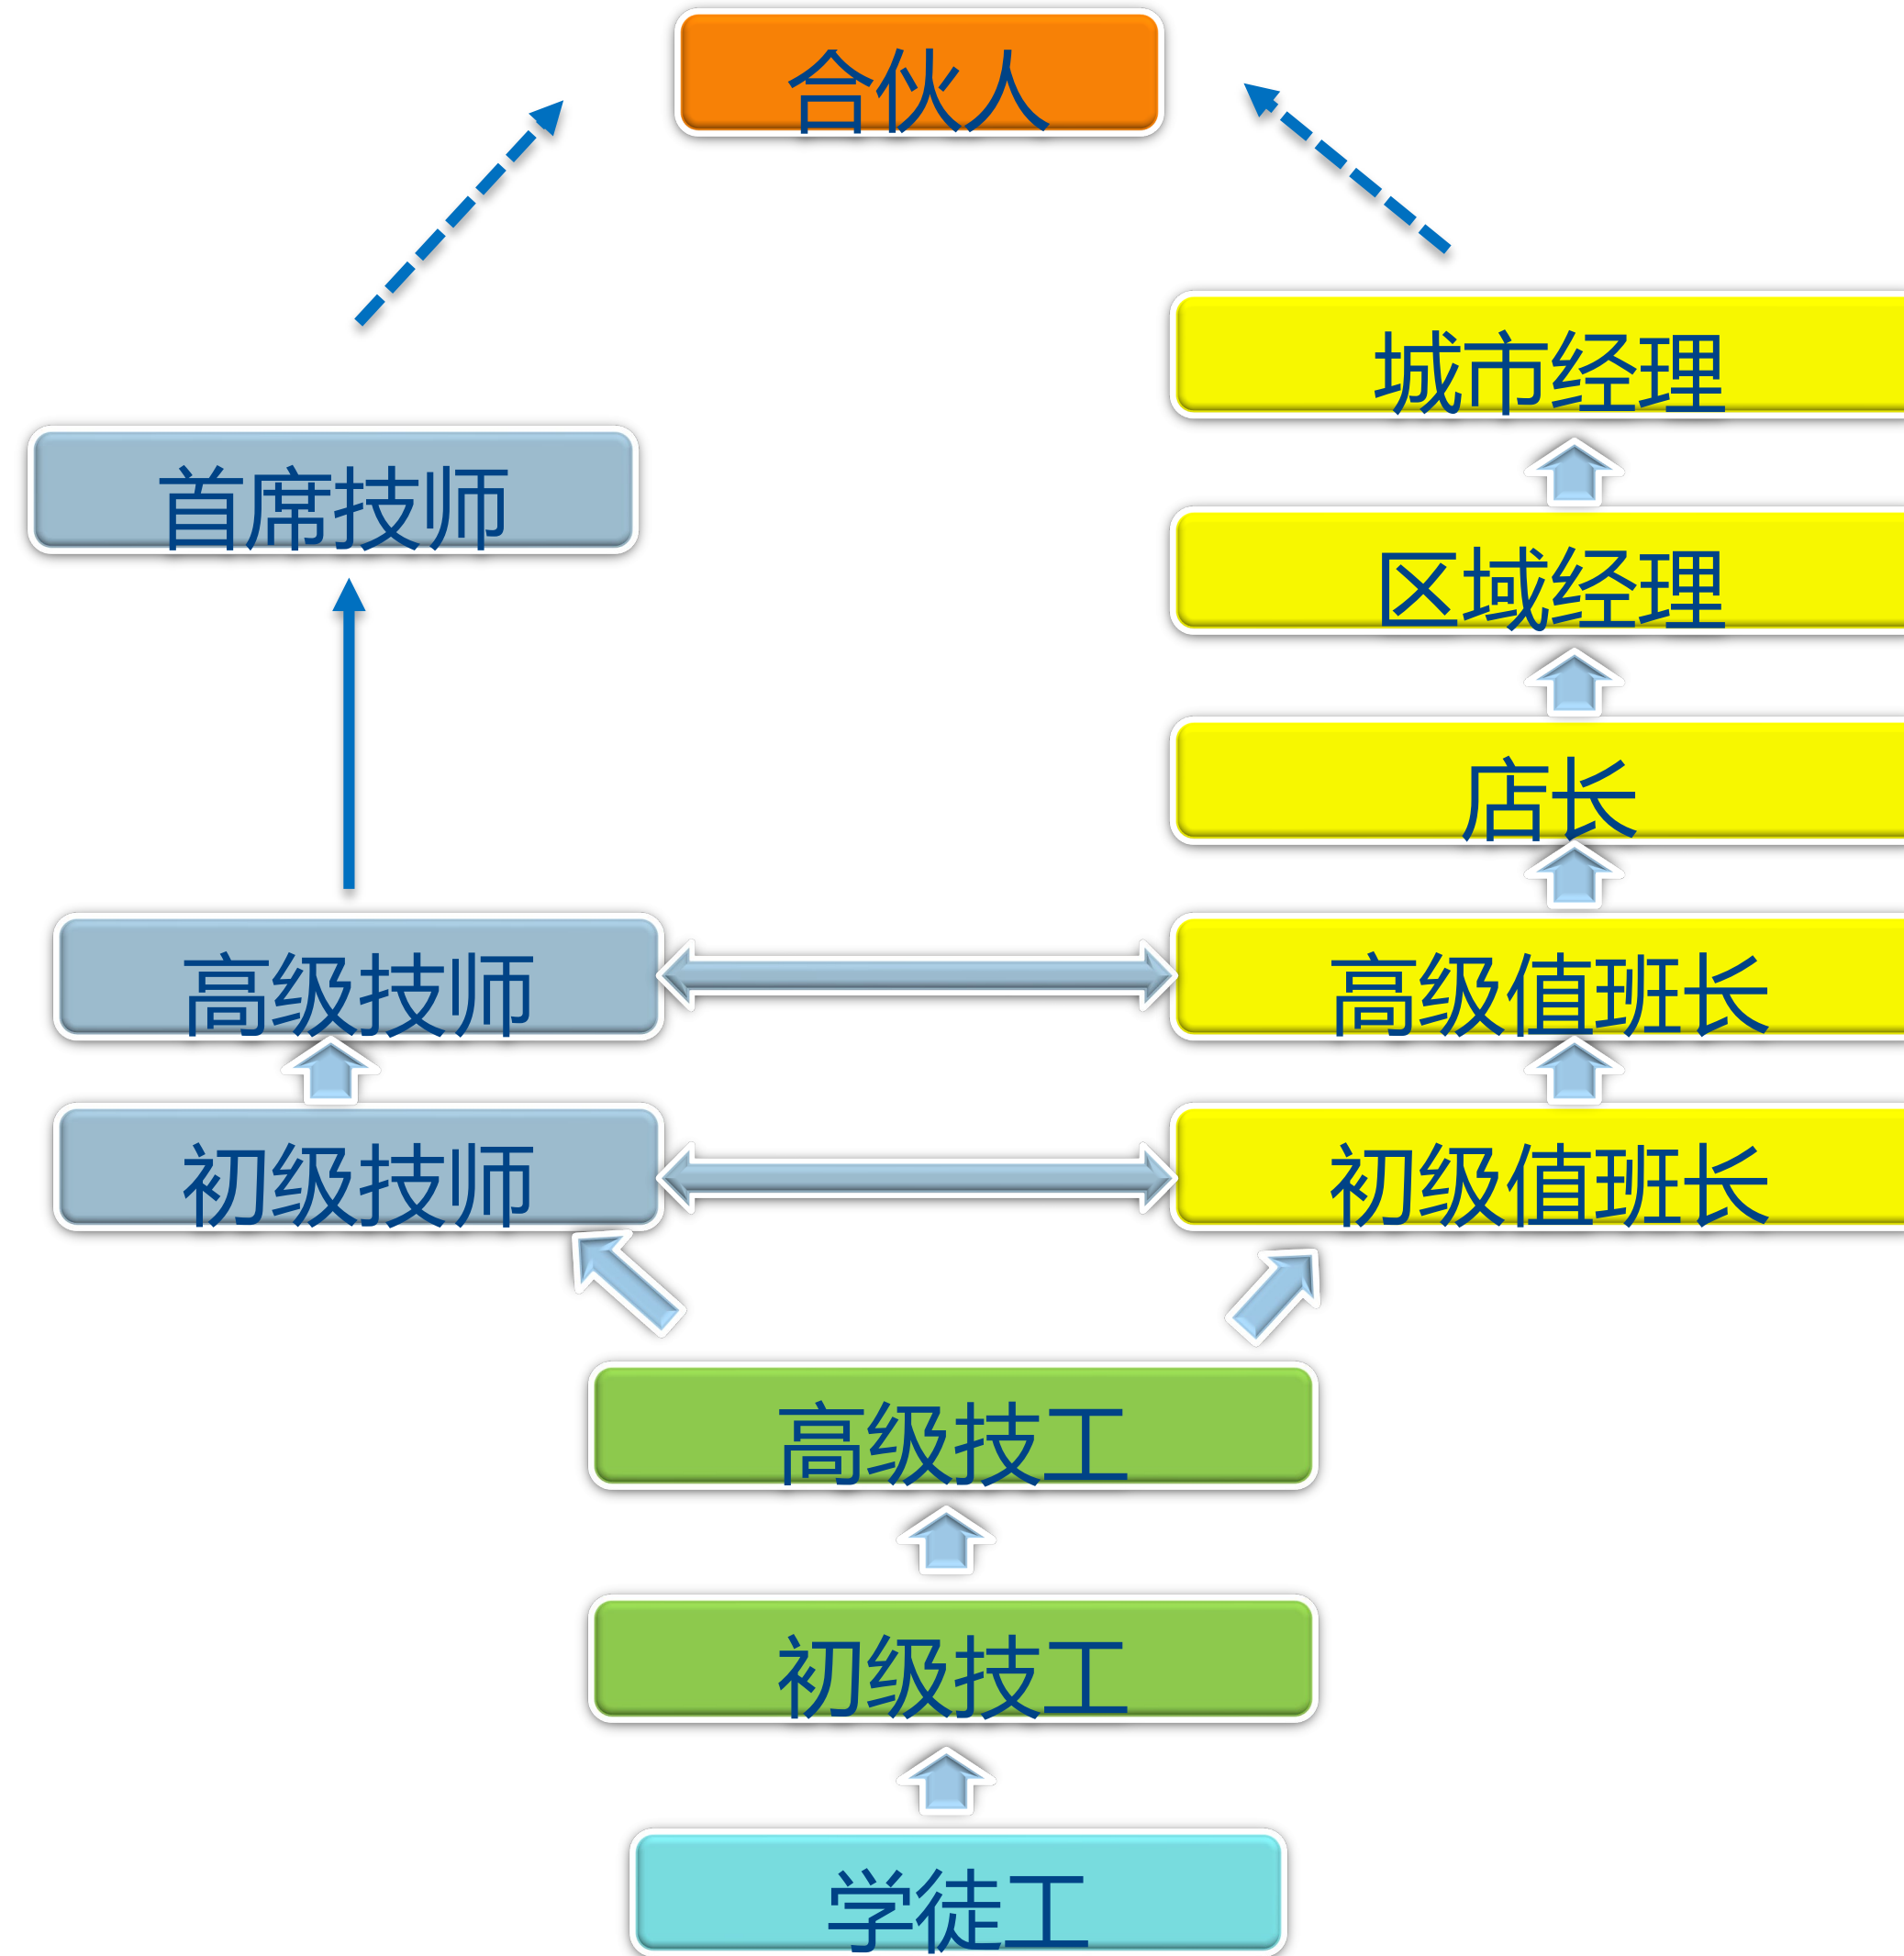 合伙人
城市经理
首席技师
区域经理
店长
高级技师
高级值班长
初级技师
初级值班长
高级技工
初级技工
学徒工